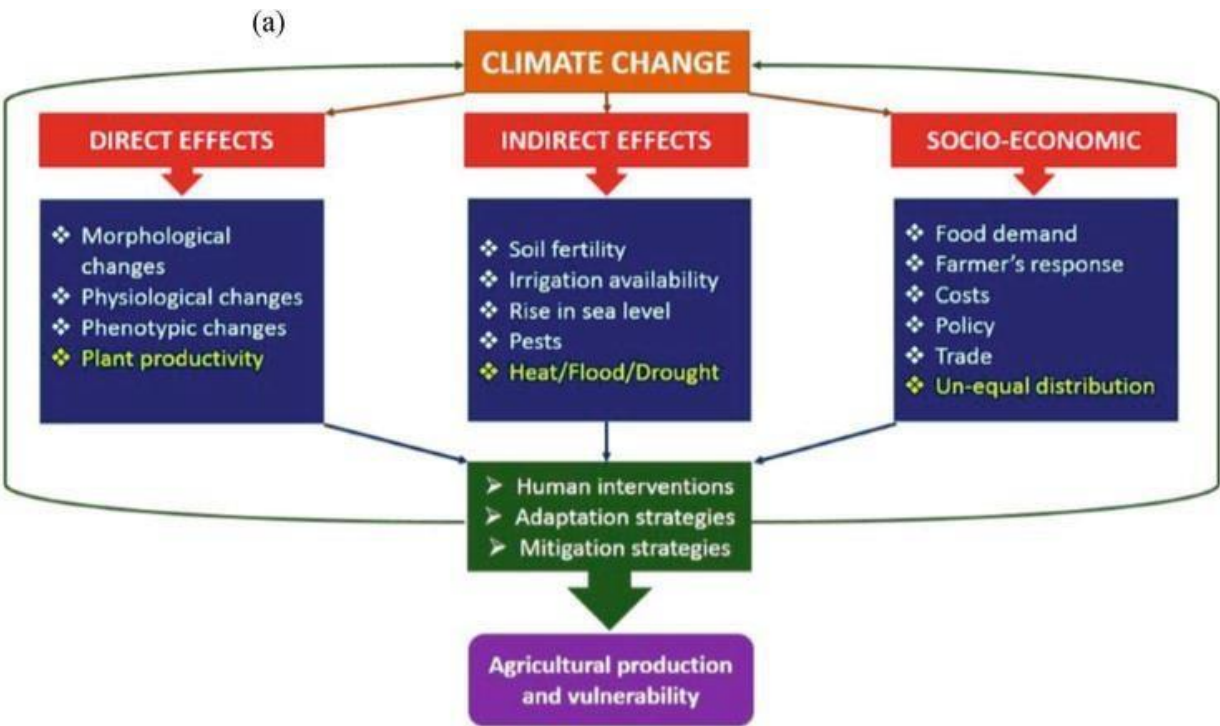 (a)
CLIMATE CHANGE
DIRECT EFFECTS
❖ Morphological
changes
❖ Physiological changes
❖ Phenotypic changes
❖ Plant productivity
INDIRECT EFFECTS
❖ Soil fertility
❖ Irrigation availability
❖ Rise in sea level
❖ Pests
❖ Heat/Flood/Drought
SOCIO-ECONOMIC
❖ Food demand
❖ Farmer's response
❖ Costs
❖ Policy
❖ Trade
❖ Un-equal distribution
➢ Human interventions
➢ Adaptation strategies
➢ Mitigation strategies
Agricultural production
and vulnerability